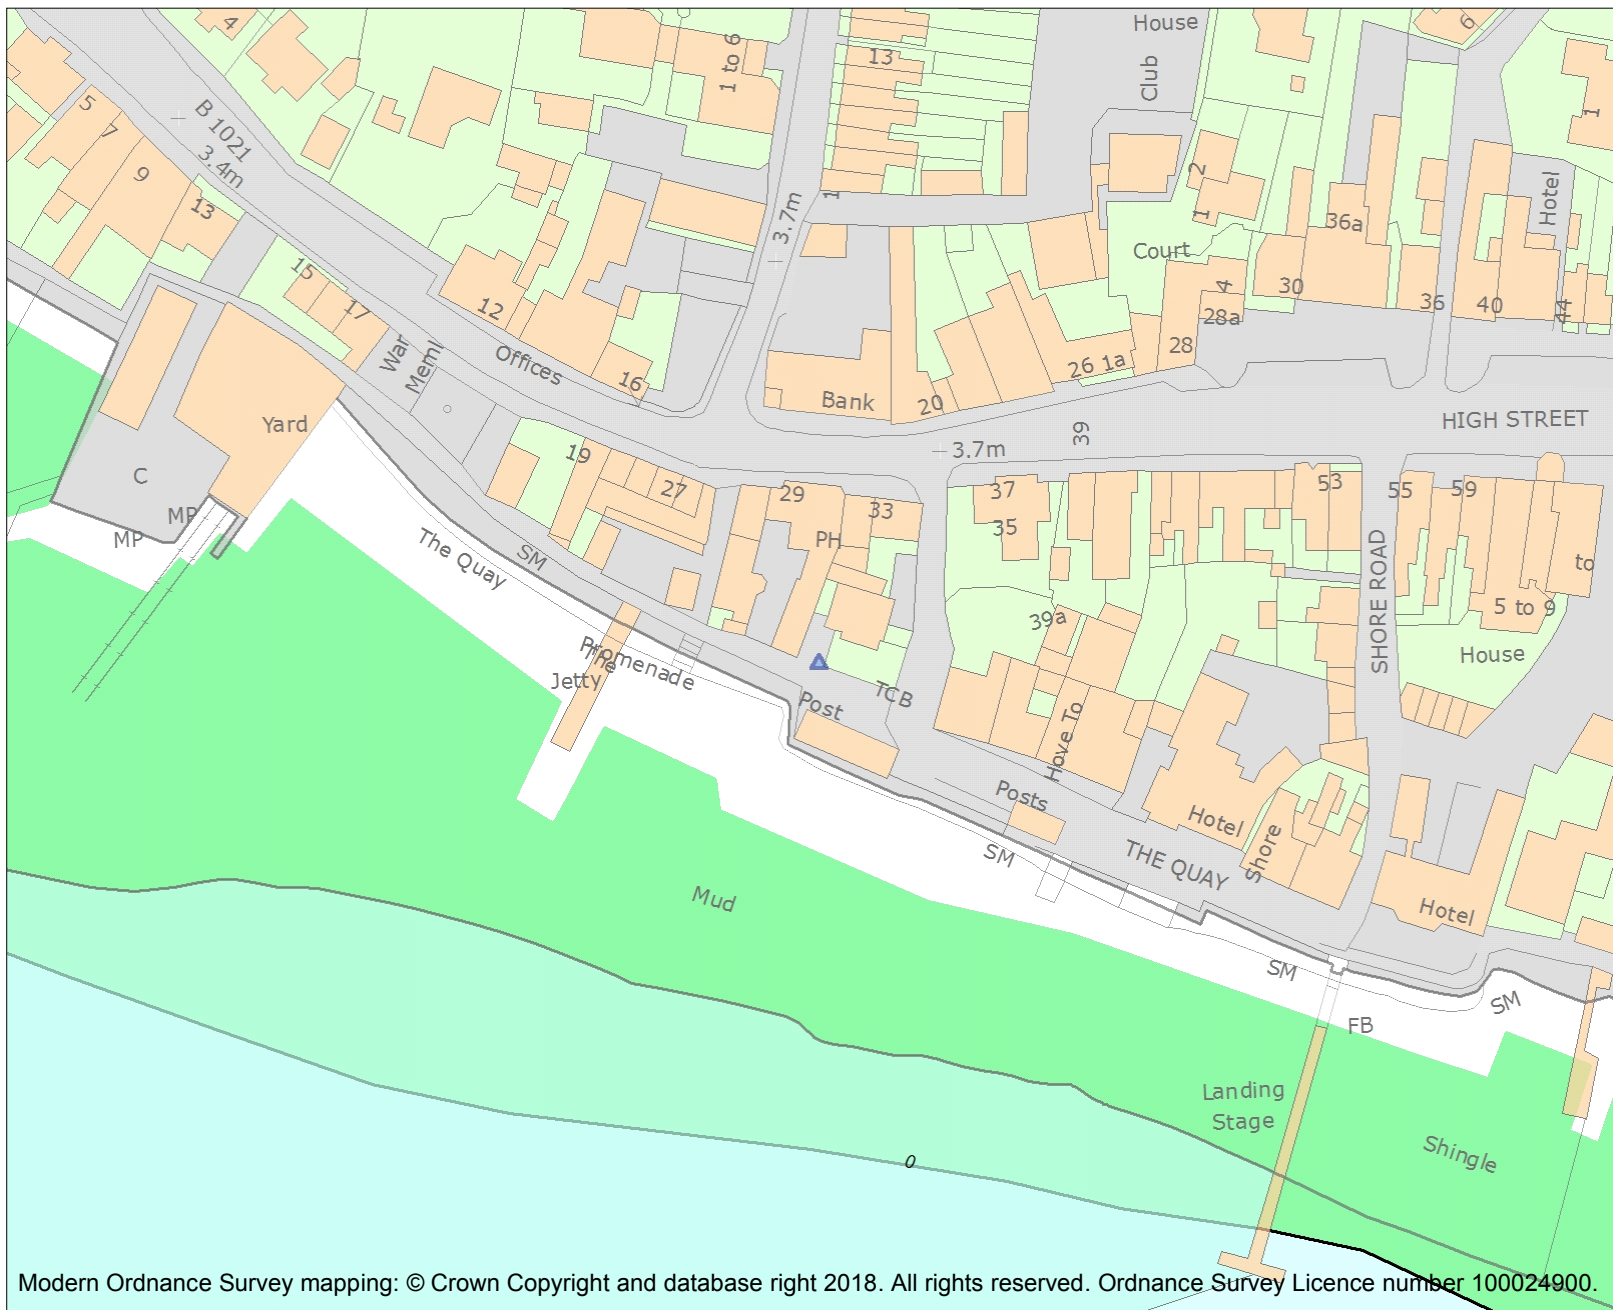 House
4
6
1 to 6
13
Club
5
7
B 1021
3.4m
1
9
2
Hotel
13
1
1
3.7m
36a
Court
15
17
12
4
30
36
40
44
28a
War
Meml
Offices
16
28
26 1a
Bank
20
HIGH STREET
39
3.7m
Yard
19
27
29
33
37
35
53
55
59
C
MP
MP
PH
The Quay
SM
SHORE ROAD
to
5 to 9
39a
House
Promenade
The
Jetty
TCB
Post
Hove To
Posts
Hotel
Shore
SM
THE QUAY
Mud
Hotel
SM
SM
FB
Landing
Stage
Shingle
0
Modern Ordnance Survey mapping: © Crown Copyright and database right 2018. All rights reserved. Ordnance Survey Licence number 100024900.